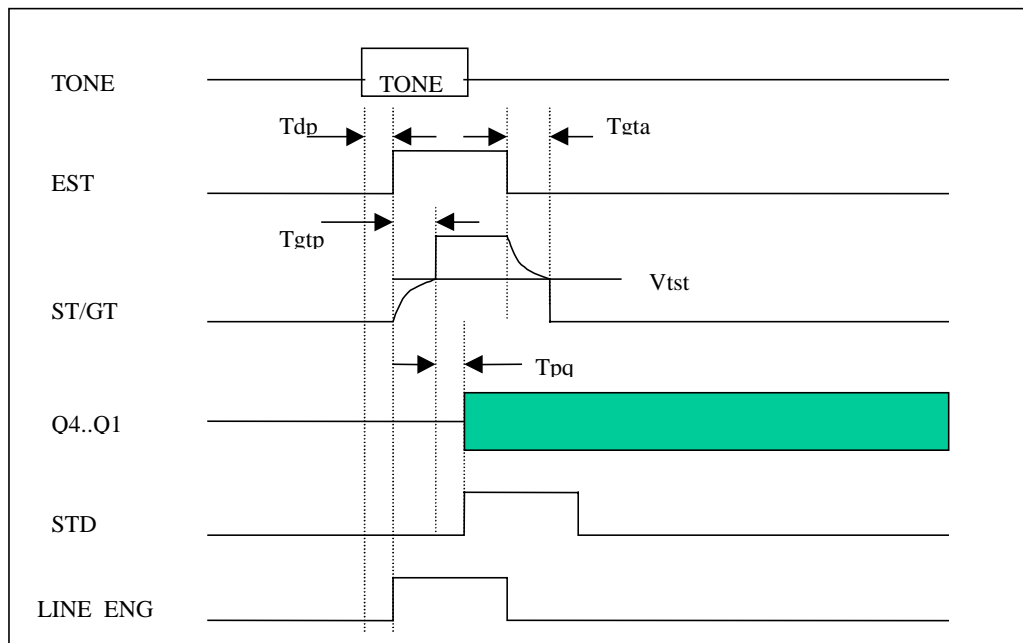 TONE
TONE
Tdp
Tgta
EST
Tgtp
Vtst
ST/GT
Tpq
Q4..Q1
STD
LINE ENG